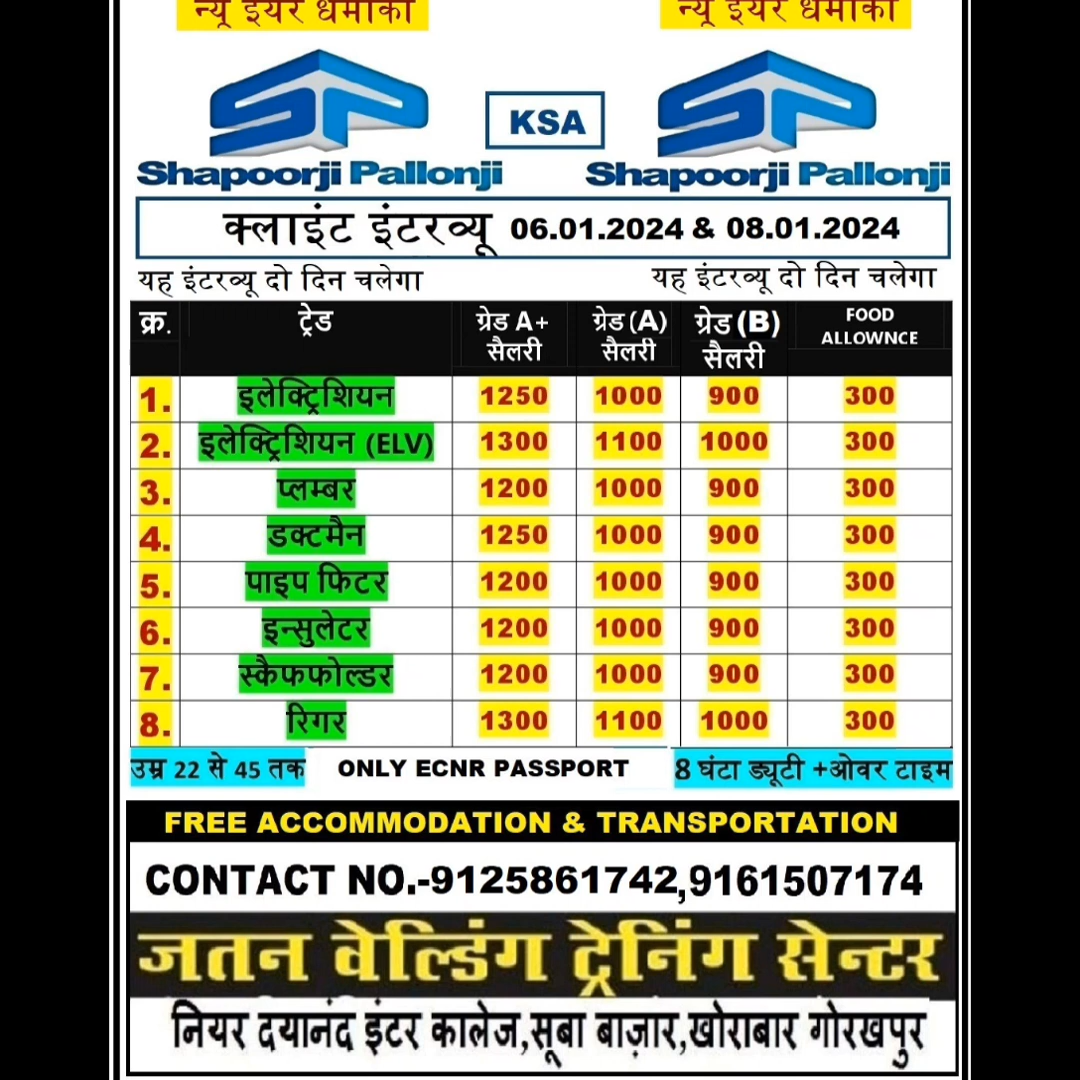 न्यू इयर धमाका न्यू इयर धमाका
SP KSA SP
Shapoorji Pallonji Shapoorji Pallonji
क्लाइंट इंटरव्यू 06.01.2024 & 08.01.2024
यह इंटरव्यू दो दिन चलेगा यह इंटरव्यू दो दिन चलेगा
क्र. ट्रेड ग्रेड A+ सैलरी ग्रेड (A) सैलरी ग्रेड (B) सैलरी FOOD ALLOWNCE
1. इलेक्ट्रिशियन 1250 1000 900 300
2. इलेक्ट्रिशियन (ELV) 1300 1100 1000 300
3. प्लम्बर 1200 1000 900 300
4. डक्टमैन 1250 1000 900 300
5. पाइप फिटर 1200 1000 900 300
6. इन्सुलेटर 1200 1000 900 300
7. स्कैफफोल्डर 1200 1000 900 300
8. रिगर 1300 1100 1000 300
उम्र 22 से 45 तक ONLY ECNR PASSPORT 8 घंटा ड्यूटी +ओवर टाइम
FREE ACCOMMODATION & TRANSPORTATION
CONTACT NO.-9125861742,9161507174
जतन वेल्डिंग ट्रेनिंग सेन्टर
नियर दयानंद इंटर कालेज,सूबा बाज़ार,खोराबार गोरखपुर